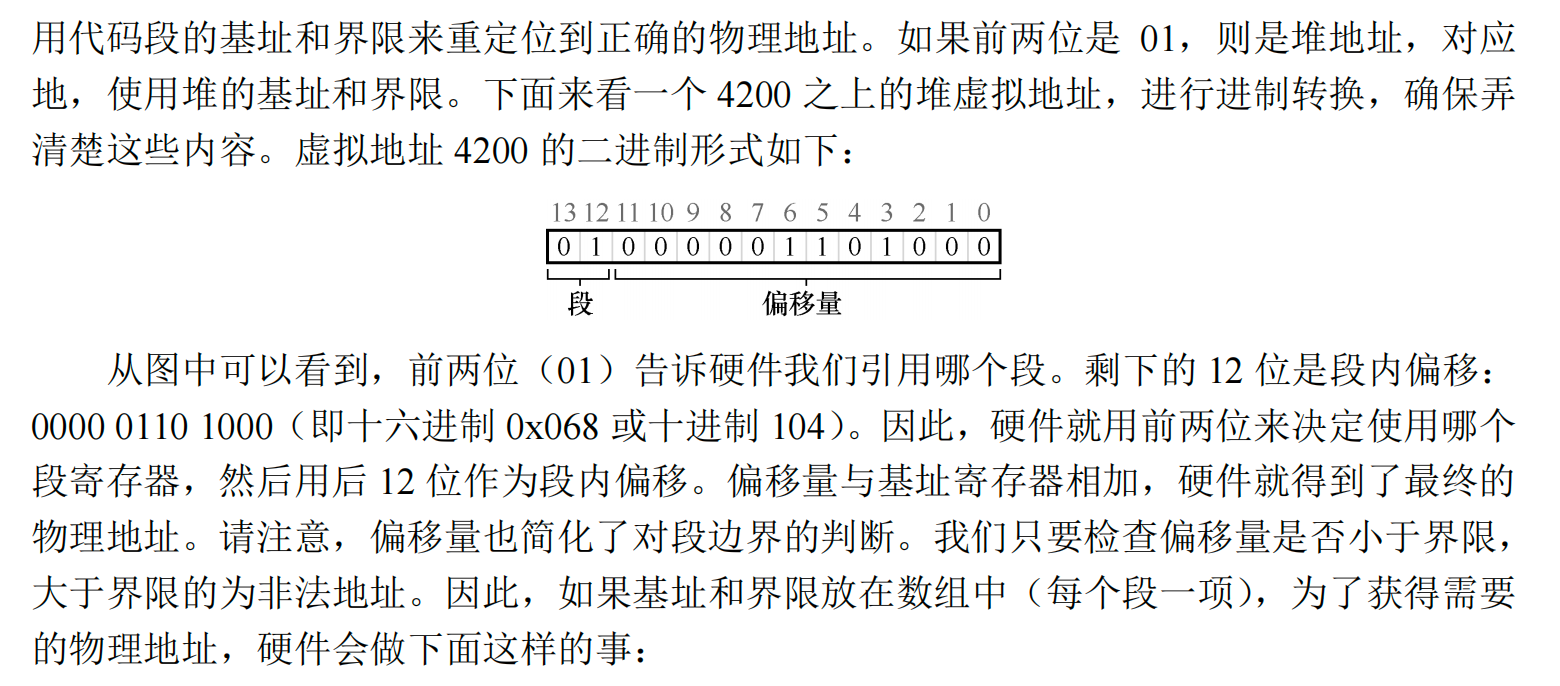 用代码段的基址和界限来重定位到正确的物理地址。如果前两位是 01，则是堆地址，对应
地，使用堆的基址和界限。下面来看一个 4200 之上的堆虚拟地址，进行进制转换，确保弄
清楚这些内容。虚拟地址 4200 的二进制形式如下：
13 12 11 10 9 8 7 6 5 4 3 2 1 0
0 1 0 0 0 0 0 1 1 0 1 0 0 0
段 偏移量
从图中可以看到，前两位（01）告诉硬件我们引用哪个段。剩下的 12 位是段内偏移：
0000 0110 1000（即十六进制 0x068 或十进制 104）。因此，硬件就用前两位来决定使用哪个
段寄存器，然后用后 12 位作为段内偏移。偏移量与基址寄存器相加，硬件就得到了最终的
物理地址。请注意，偏移量也简化了对段边界的判断。我们只要检查偏移量是否小于界限，
大于界限的为非法地址。因此，如果基址和界限放在数组中（每个段一项），为了获得需要
的物理地址，硬件会做下面这样的事：